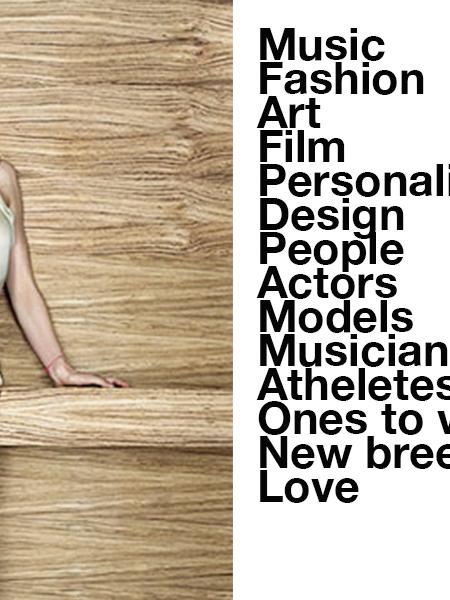 Music
Fashion
Art
Film
Personali
Design
People
Actors
Models
Musician
Atheletes
Ones to
New bree
Love